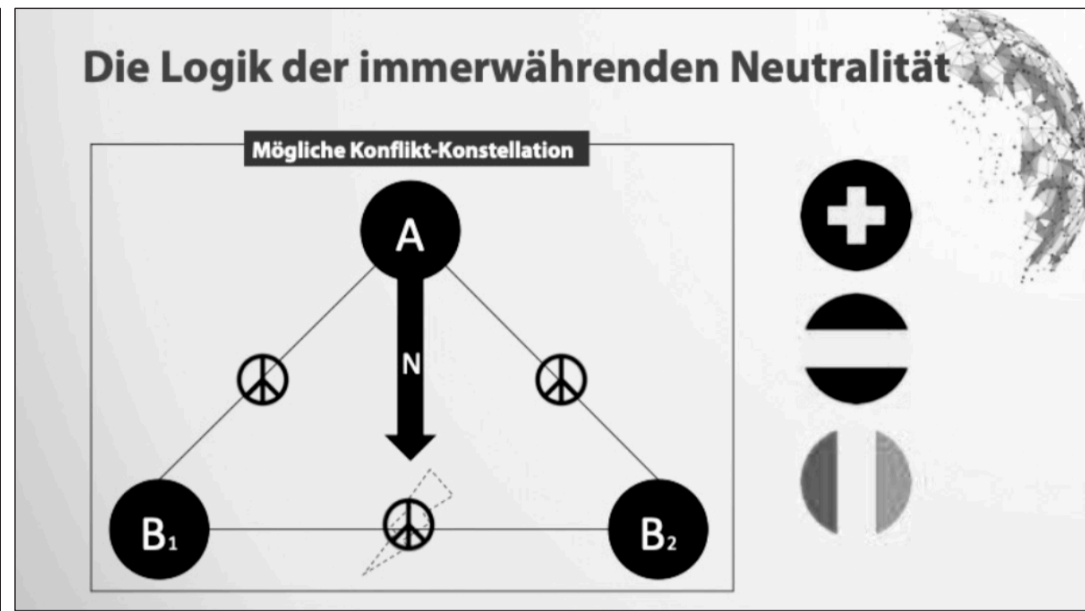 Die Logik der immerwährenden Neutralität
Mögliche Konflikt-Konstellation
A
N
B₁
B₂